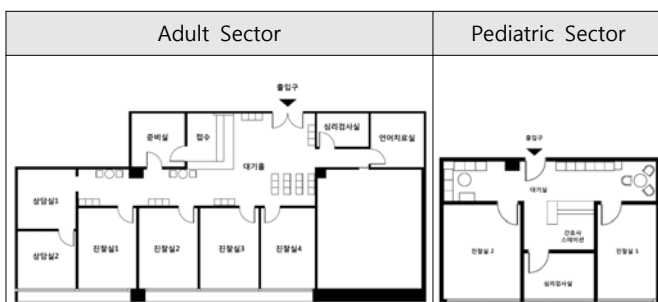 Adult Sector
Pediatric Sector
출입구
준비실
접수
심리검사실
언어치료실
대기홀
상담실1
상담실2
진찰실1
진찰실2
진찰실3
진찰실4
출입구
대기실
간호사
스테이션
진찰실 2
진찰실 1
심리검사실